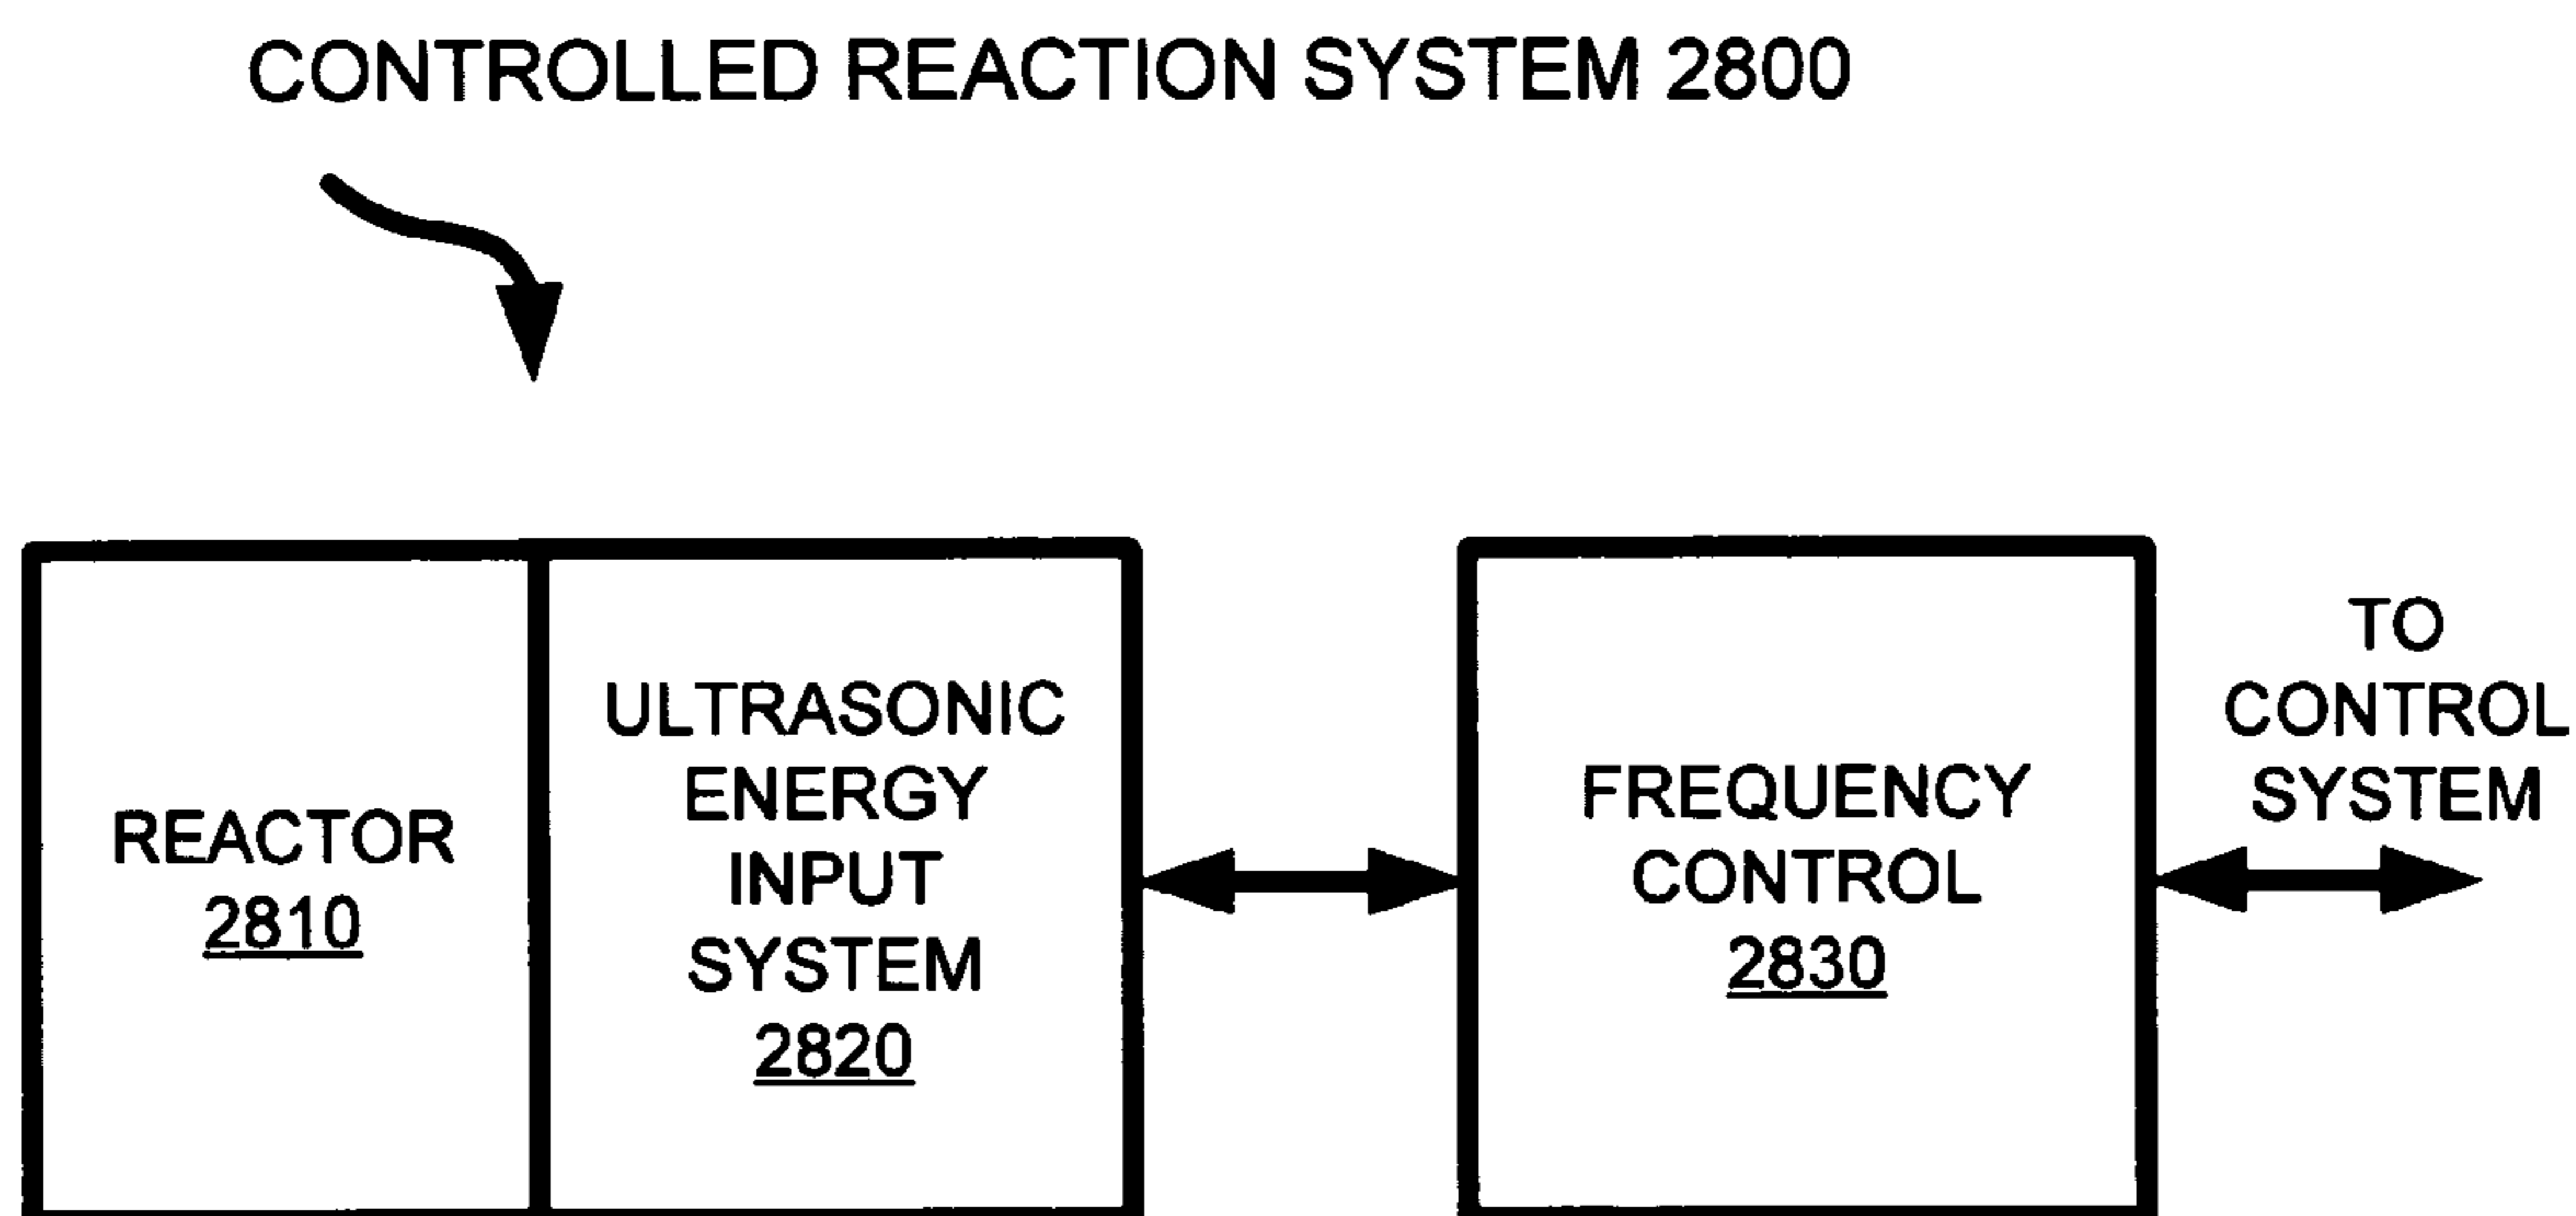 CONTROLLED REACTION SYSTEM 2800
REACTOR
2810
ULTRASONIC
ENERGY
INPUT
SYSTEM
2820
FREQUENCY
CONTROL
2830
TO
CONTROL
SYSTEM